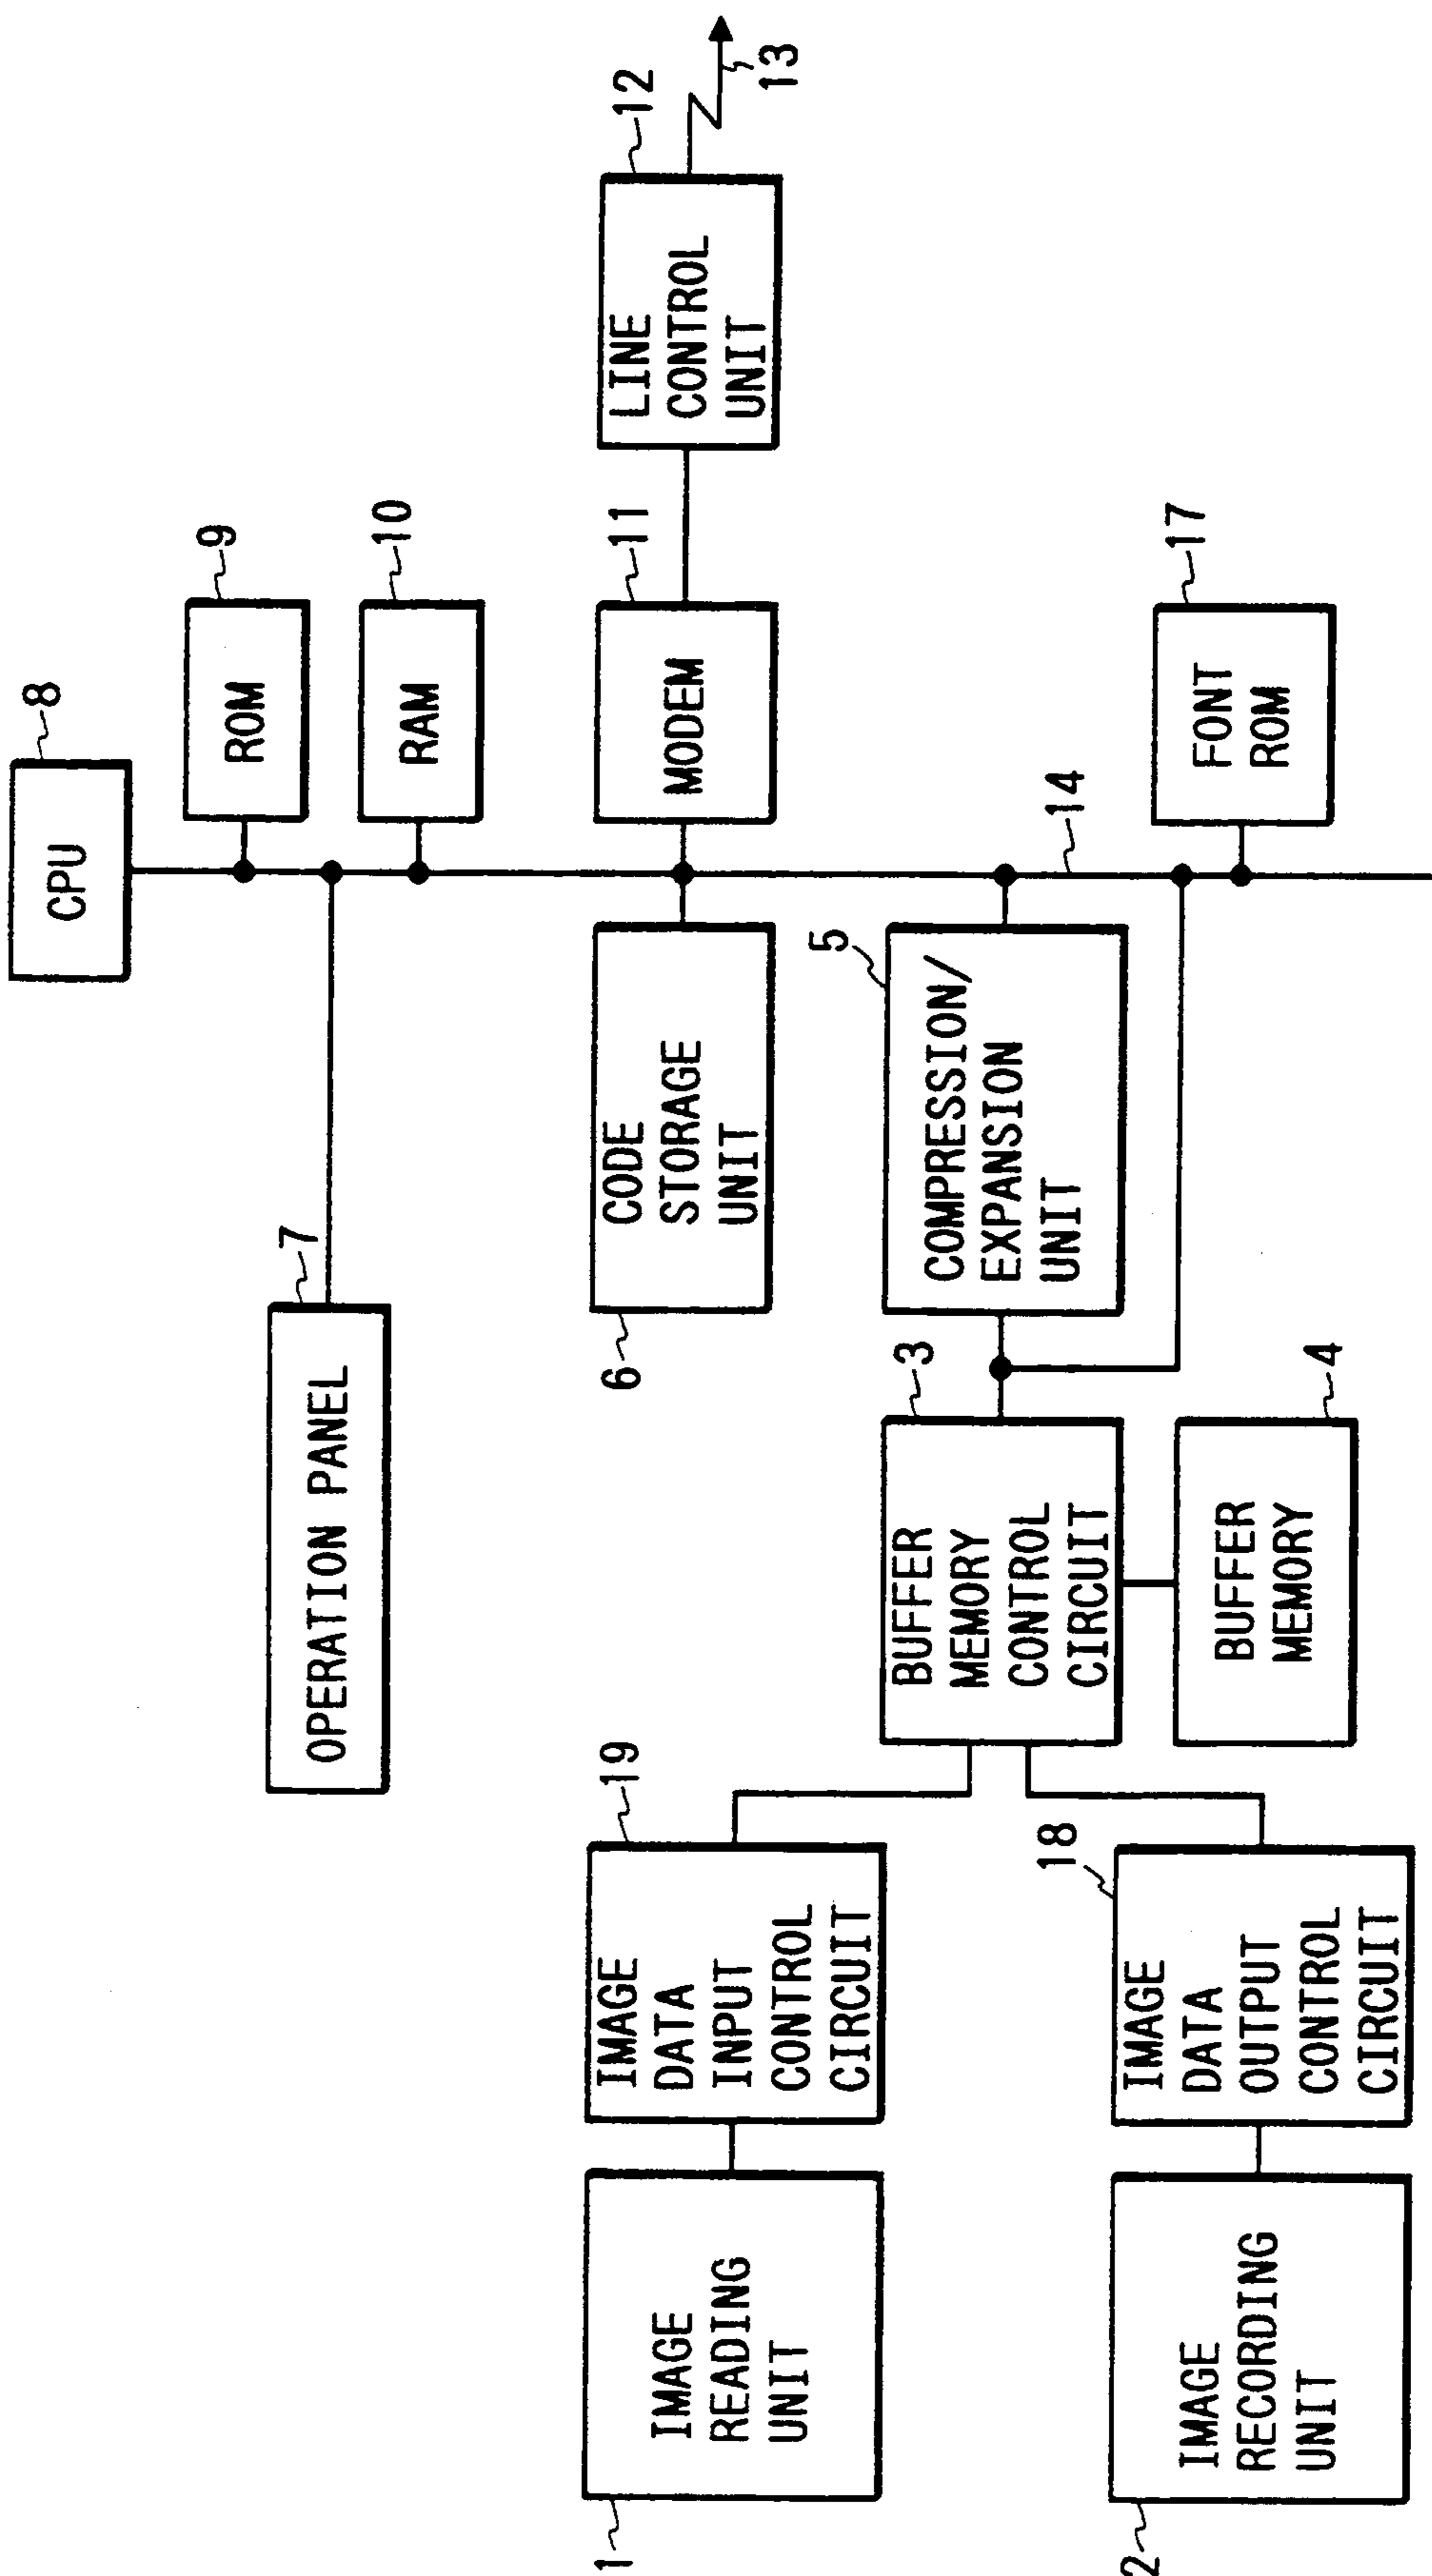 8
CPU
9
ROM
7
OPERATION PANEL
10
RAM
12
LINE
CONTROL
UNIT
13
11
MODEM
6
CODE
STORAGE
UNIT
19
IMAGE
DATA
INPUT
CONTROL
CIRCUIT
1
IMAGE
READING
UNIT
3
BUFFER
MEMORY
CONTROL
CIRCUIT
5
COMPRESSION/
EXPANSION
UNIT
14
17
FONT
ROM
4
BUFFER
MEMORY
18
IMAGE
DATA
OUTPUT
CONTROL
CIRCUIT
2
IMAGE
RECORDING
UNIT